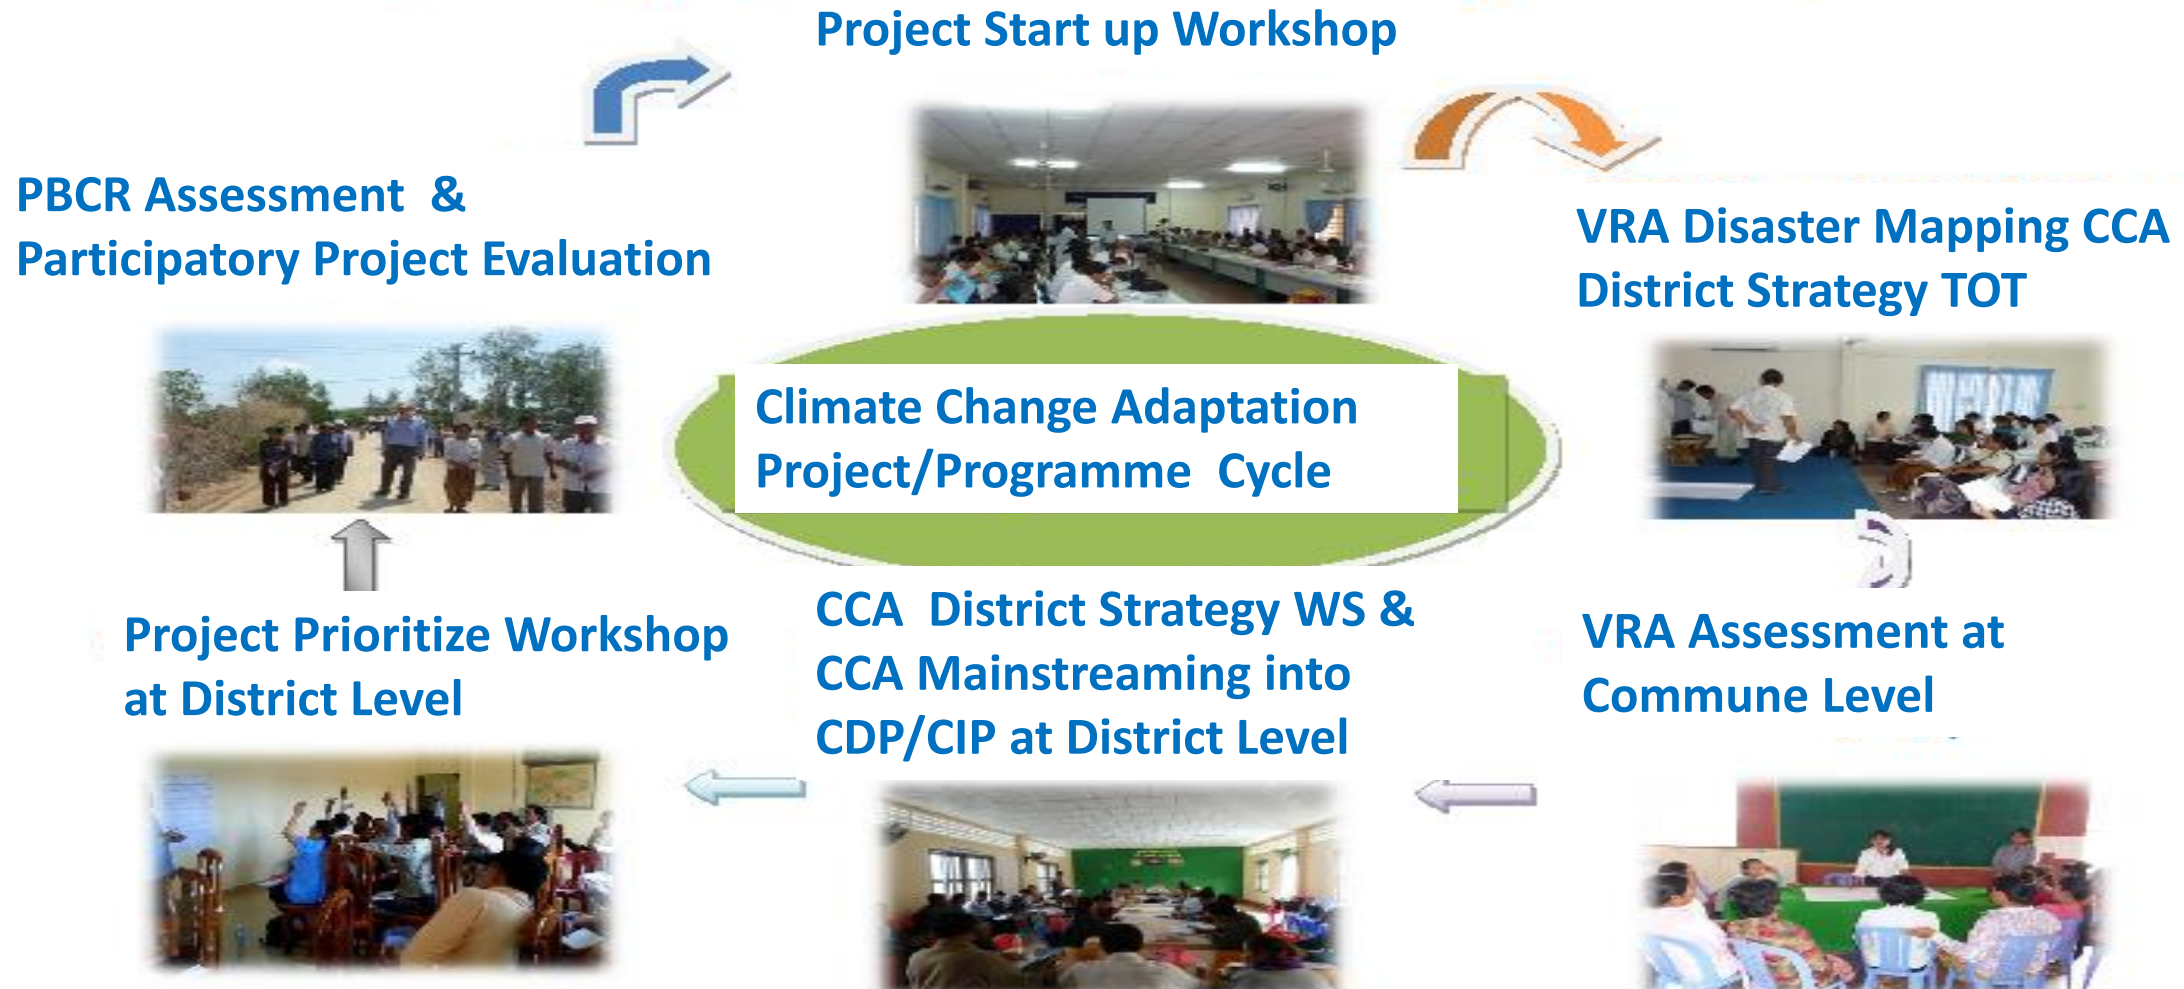 Project Start up Workshop
PBCR Assessment &
Participatory Project Evaluation
VRA Disaster Mapping CCA
District Strategy TOT
Climate Change Adaptation
Project/Programme Cycle
Project Prioritize Workshop
at District Level
CCA District Strategy WS &
CCA Mainstreaming into
CDP/CIP at District Level
VRA Assessment at
Commune Level